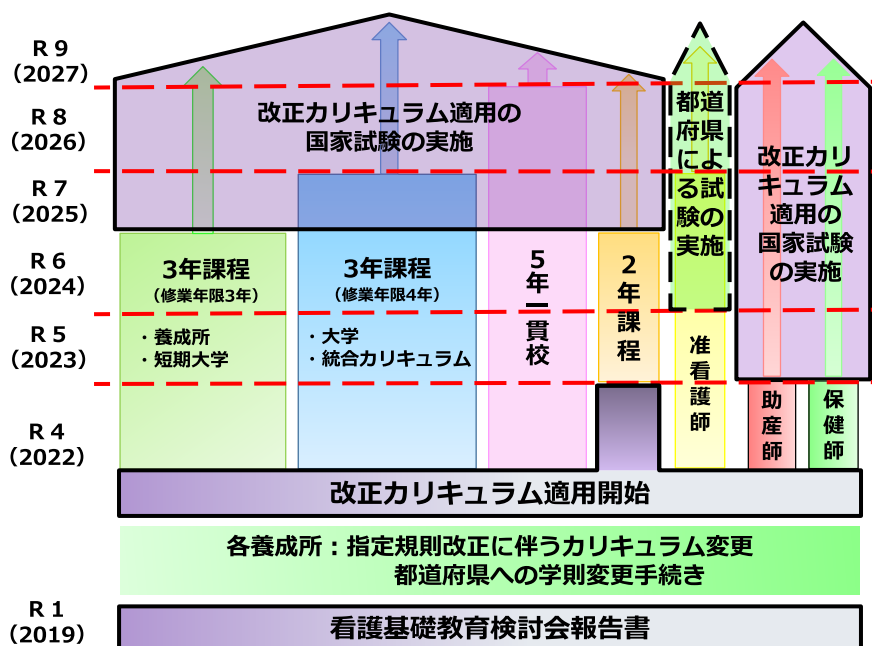 R 9
（2027）
R 8
（2026）
R 7
（2025）
R 6
（2024）
R 5
（2023）
R 4
（2022）
R 1
（2019）
改正カリキュラム適用の
国家試験の実施
都道
府県
によ
る試
験の
実施
改正カリ
キュラム
適用の
国家試験
の実施
3年課程
（修業年限3年）
・養成所
・短期大学
3年課程
（修業年限4年）
・大学
・統合カリキュラム
5年一貫校
2年課程
准看護師
助産師
保健師
改正カリキュラム適用開始
各養成所：指定規則改正に伴うカリキュラム変更
都道府県への学則変更手続き
看護基礎教育検討会報告書